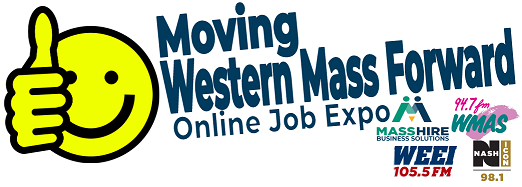 Moving
Western Mass Forward
Online Job Expo
MASSHIRE
BUSINESS SOLUTIONS
94.7 fm
WMAS
WEEI
105.5 FM
NASH
N
ICON
98.1